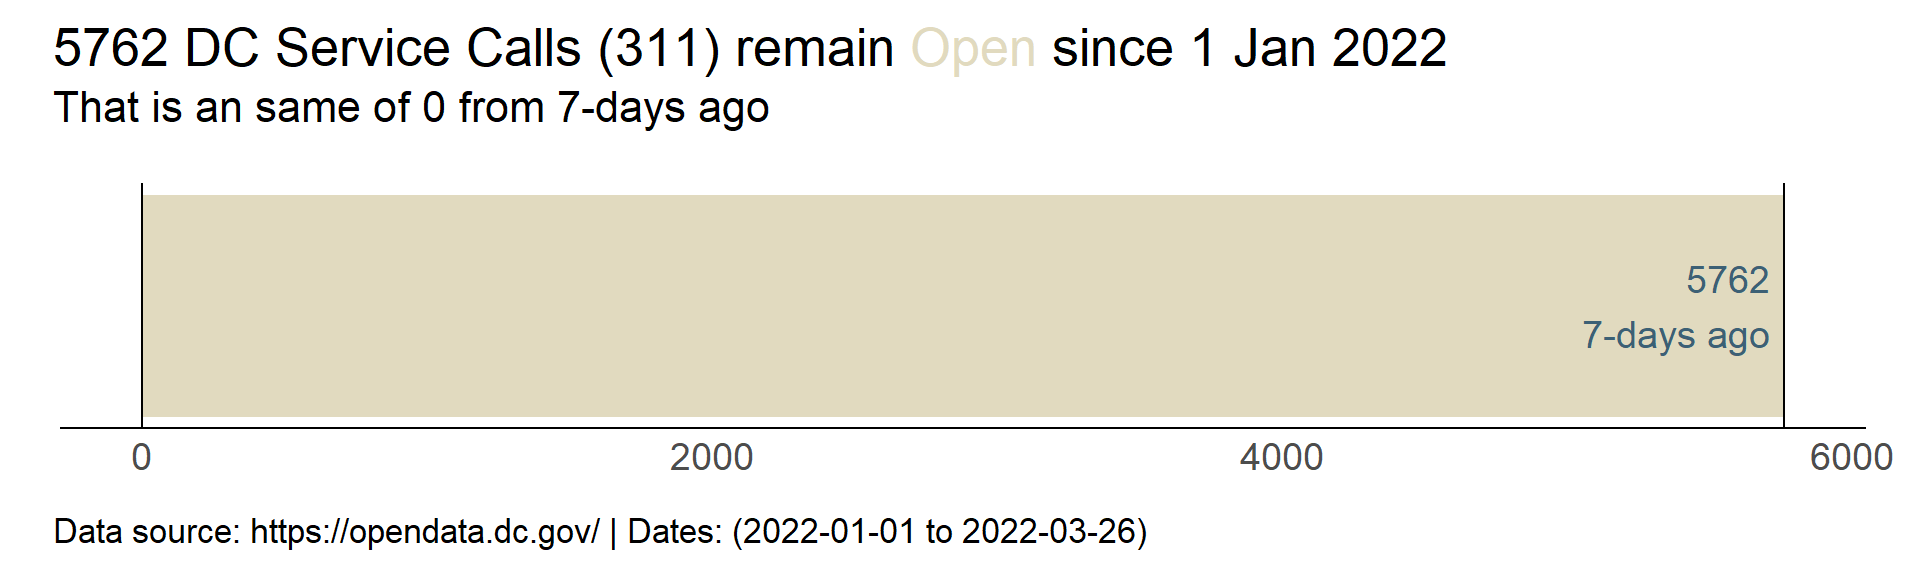 5762 DC Service Calls (311) remain Open since 1 Jan 2022
That is an same of 0 from 7-days ago
5762
7-days ago
0 2000 4000 6000
Data source: https://opendata.dc.gov/ | Dates: (2022-01-01 to 2022-03-26)